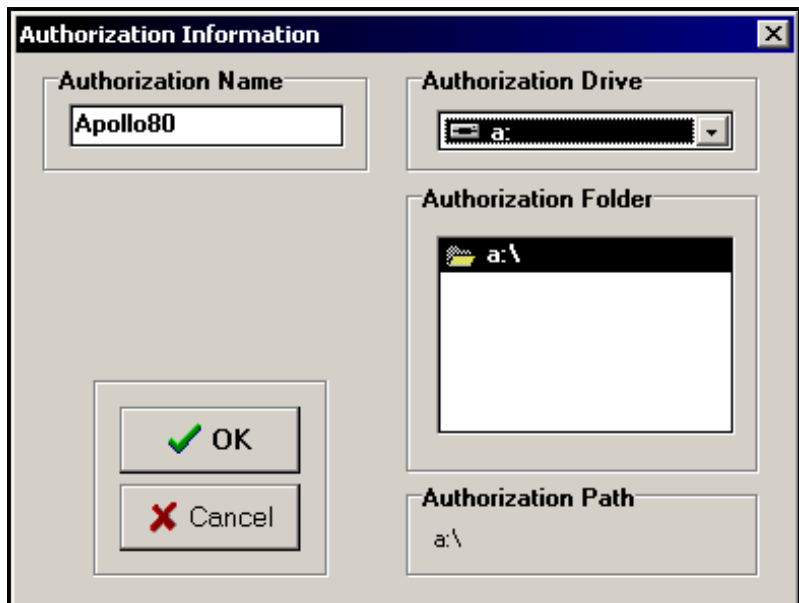 Authorization Information
Authorization Name
Apollo80
Authorization Drive
a:
Authorization Folder
a:\
OK
Cancel
Authorization Path
a:\